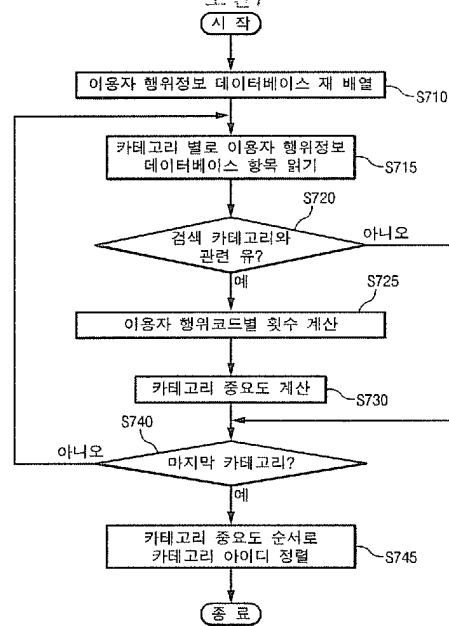 시 작
이용자 행위정보 데이터베이스 재 배열
S710
카테고리 별로 이용자 행위정보
데이터베이스 항목 읽기
S715
S720
검색 카테고리와
관련 유?
아니오
예
S725
이용자 행위코드별 횟수 계산
카테고리 중요도 계산
S730
S740
아니오
마지막 카테고리?
예
카테고리 중요도 순서로
카테고리 아이디 정렬
S745
종 료